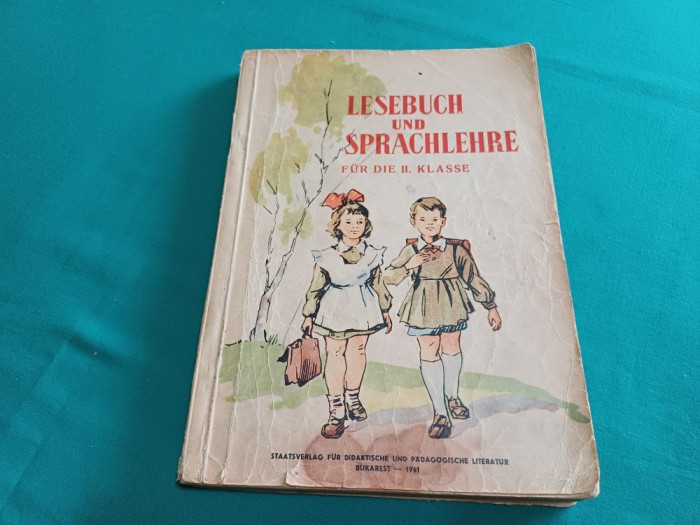 LESEBUCH
UND
SPRACHLEHRE
FÜR DIE II. KLASSE
STAATSVERLAG FÜR DIDAKTISCHE UND PÄDAGOGISCHE LITERATUR
BUKAREST — 1961